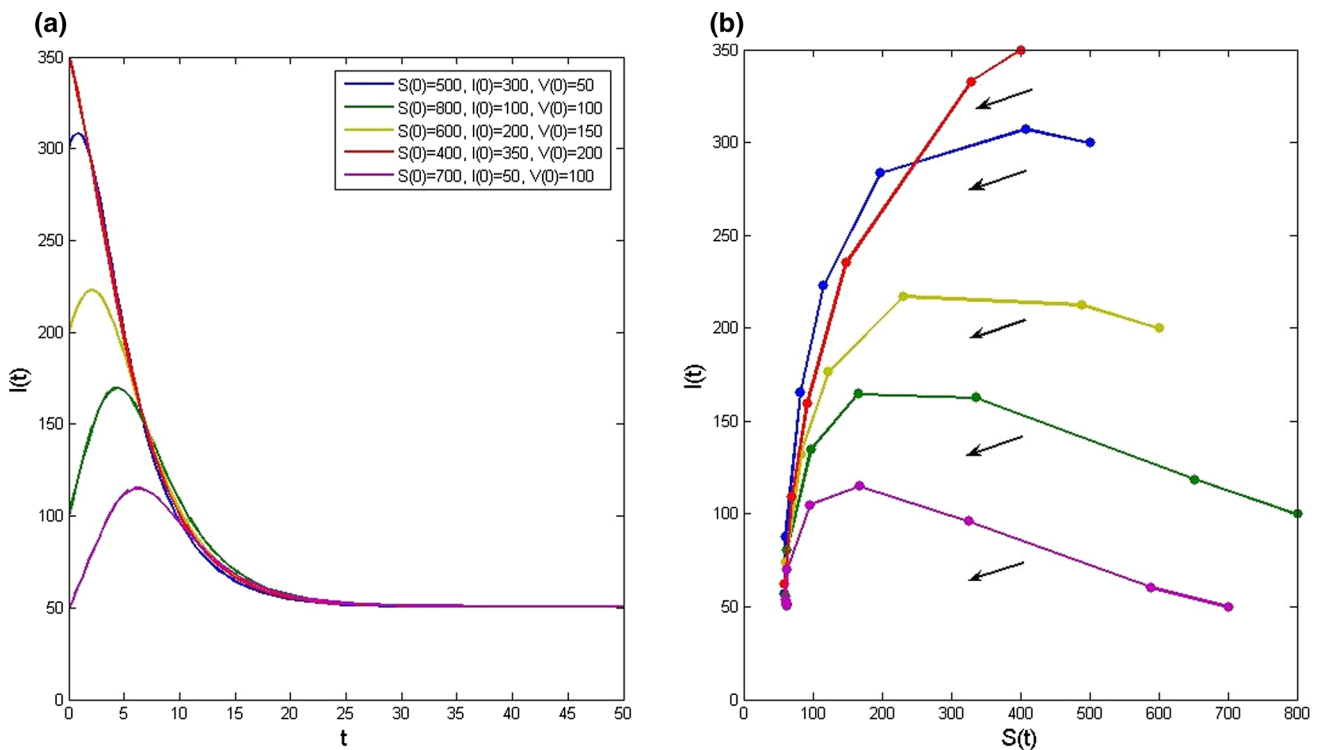 (a)
350
300
250
200
150
100
50
0
I(t)
S(0)=500, I(0)=300, V(0)=50
S(0)=800, I(0)=100, V(0)=100
S(0)=600, I(0)=200, V(0)=150
S(0)=400, I(0)=350, V(0)=200
S(0)=700, I(0)=50, V(0)=100
0 5 10 15 20 25 30 35 40 45 50
t
(b)
350
300
250
200
150
100
50
0
I(t)
0 100 200 300 400 500 600 700 800
S(t)